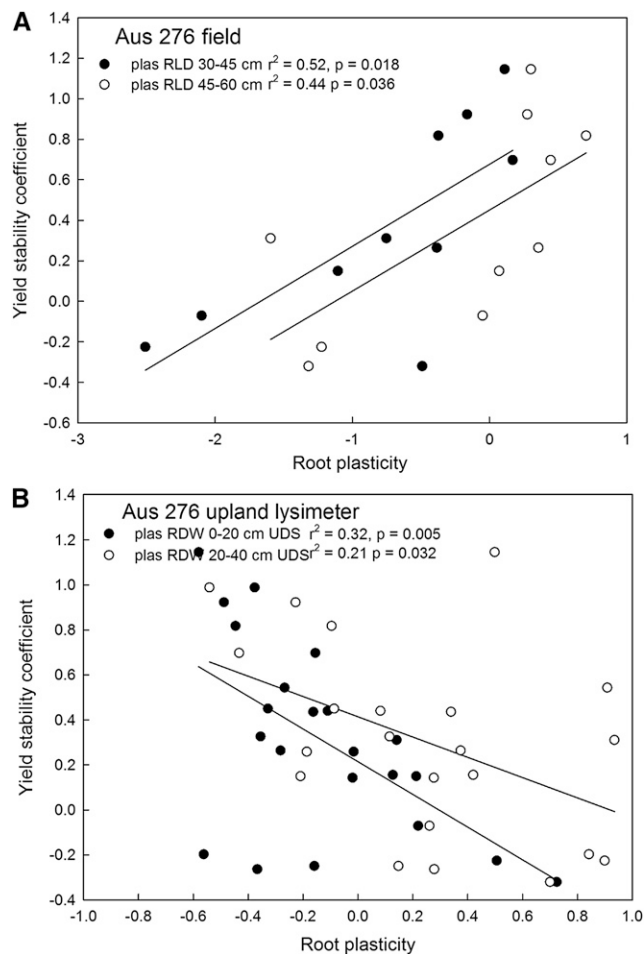 A
Aus 276 field
plas RLD 30-45 cm r² = 0.52, p = 0.018
plas RLD 45-60 cm r² = 0.44 p = 0.036
1.4
1.2
1.0
0.8
0.6
0.4
0.2
0.0
-0.2
-0.4
-0.6
Yield stability coefficient
-3 -2 -1 0 1
Root plasticity
B
Aus 276 upland lysimeter
plas RDW 0-20 cm UDS r² = 0.32, p = 0.005
plas RDW 20-40 cm UDS r² = 0.21 p = 0.032
1.4
1.2
1.0
0.8
0.6
0.4
0.2
0.0
-0.2
-0.4
Yield stability coefficient
-1.0 -0.8 -0.6 -0.4 -0.2 0.0 0.2 0.4 0.6 0.8 1.0
Root plasticity